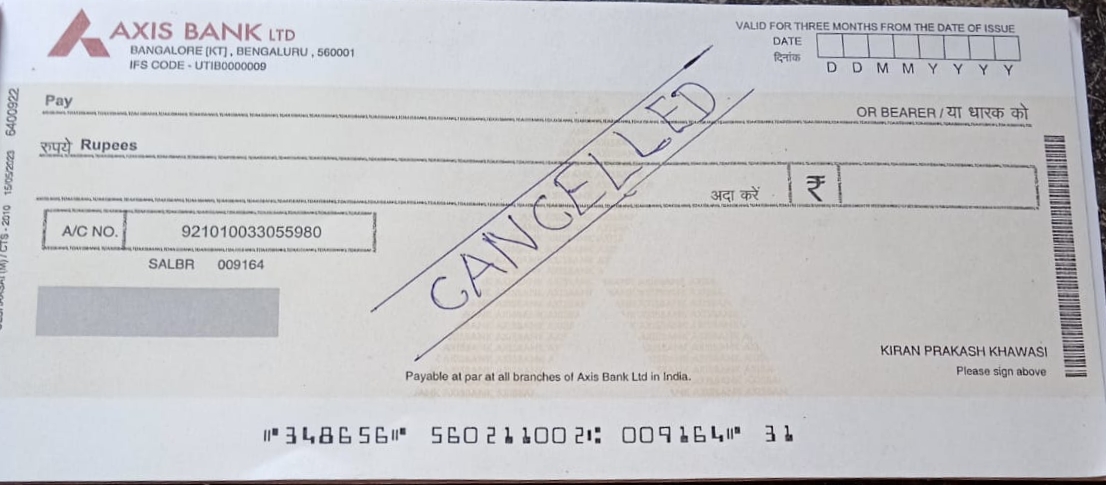 AXIS BANK LTD
BANGALORE [KT] , BENGALURU , 560001
IFS CODE - UTIB0000009
VALID FOR THREE MONTHS FROM THE DATE OF ISSUE
DATE
दिनांक
D D M M Y Y Y Y
Pay
OR BEARER / या धारक को
रुपये Rupees
अदा करें ₹
A/C NO. 921010033055980
SALBR 009164
CANCELLED
KIRAN PRAKASH KHAWASI
Please sign above
Payable at par at all branches of Axis Bank Ltd in India.
⑈348656⑈ 560211002⑆ 009164⑈ 31
CTS - 2010 15/05/2023 6400922